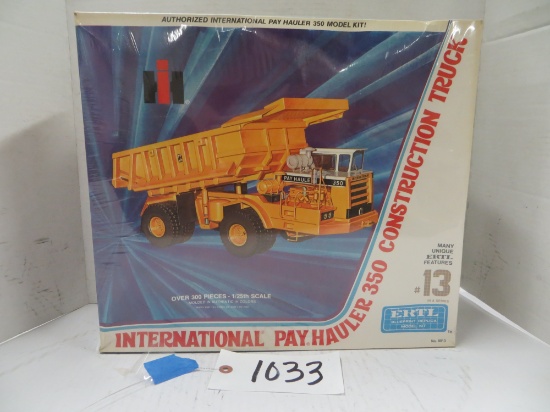 AUTHORIZED INTERNATIONAL PAY HAULER 350 MODEL KIT!
IH
PAY HAULER
350
INTERNATIONAL PAY HAULER 350 CONSTRUCTION TRUCK
MANY
UNIQUE
ERTL
FEATURES
#13
OVER 300 PIECES - 1/25th SCALE
ERTL
1033